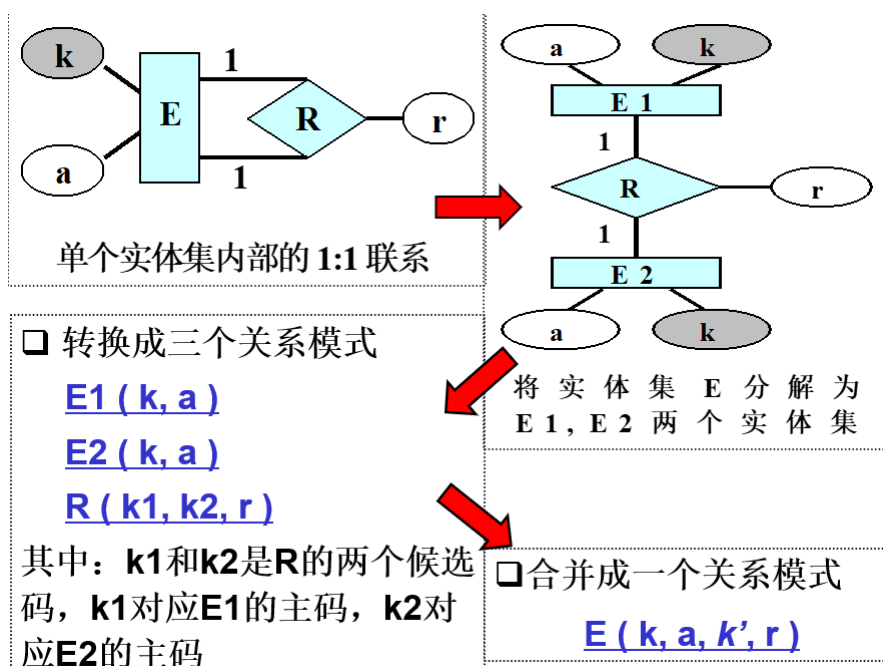 k
1
E
R
r
a
1
单个实体集内部的 1:1 联系
a
k
E 1
1
R
r
1
E 2
a
k
将 实 体 集 E 分 解 为
E 1 , E 2 两 个 实 体 集
❑ 转换成三个关系模式
E1 ( k, a )
E2 ( k, a )
R ( k1, k2, r )
其中：k1和k2是R的两个候选
码，k1对应E1的主码，k2对
应E2的主码
❑合并成一个关系模式
E ( k, a, k’, r )